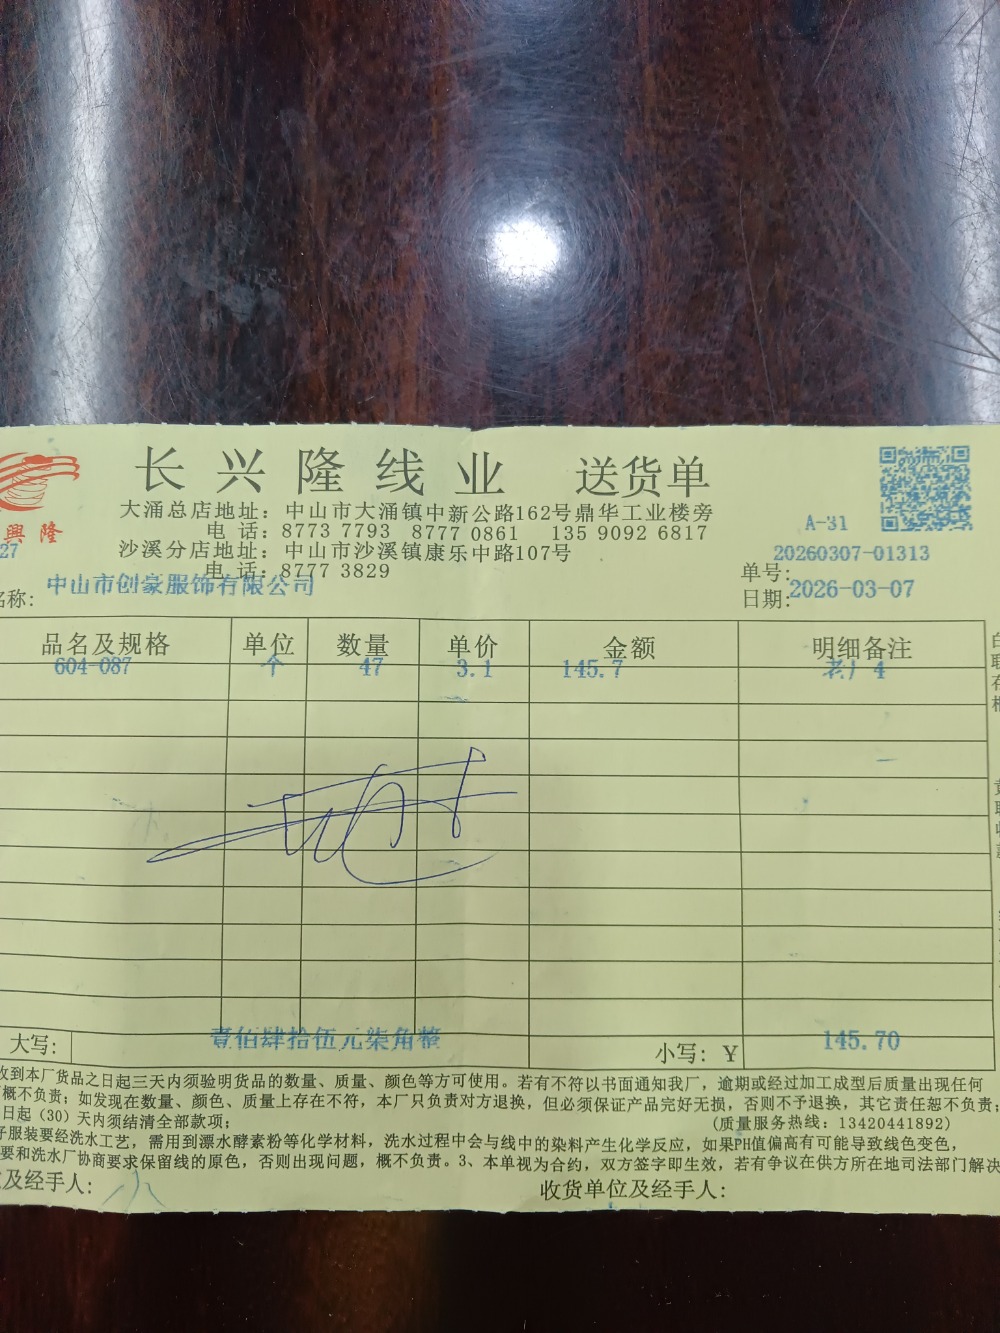 长兴隆线业 送货单
興隆
大涌总店地址：中山市大涌镇中新公路162号鼎华工业楼旁
电 话：8773 7793 8777 0861 135 9092 6817
A-31
27
沙溪分店地址：中山市沙溪镇康乐中路107号
电 话：8777 3829
单号：20260307-01313
名称：中山市创豪服饰有限公司
日期：2026-03-07
品名及规格 单位 数量 单价 金额 明细备注
604-087 个 47 3.1 145.7 4
大写： 壹佰肆拾伍元柒角整 小写：¥ 145.70
收到本厂货品之日起三天内须验明货品的数量、质量、颜色等方可使用。若有不符以书面通知我厂，逾期或经过加工成型后质量出现任何
概不负责；如发现在数量、颜色、质量上存在不符，本厂只负责对方退换，但必须保证产品完好无损，否则不予退换，其它责任恕不负责；
日起（30）天内须结清全部款项； （质量服务热线：13420441892）
服装要经洗水工艺，需用到漂水酵素粉等化学材料，洗水过程中会与线中的染料产生化学反应，如果PH值偏高有可能导致线色变色，
要和洗水厂协商要求保留线的原色，否则出现问题，概不负责。3、本单视为合约，双方签字即生效，若有争议在供方所在地司法部门解决
及经手人： 收货单位及经手人：